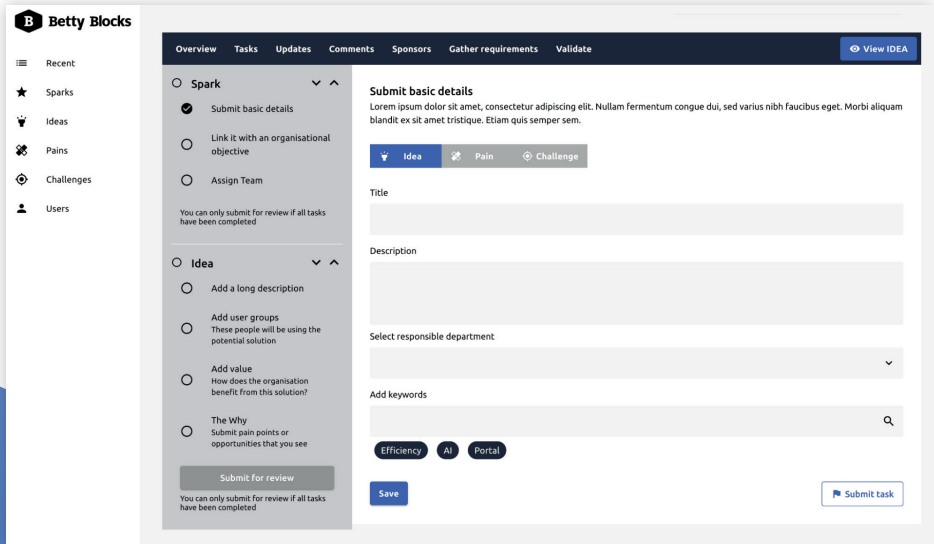 B Betty Blocks
Recent
Sparks
Ideas
Pains
Challenges
Users
Overview Tasks Updates Comments Sponsors Gather requirements Validate View IDEA
Spark
Submit basic details
Link it with an organisational
objective
Assign Team
You can only submit for review if all tasks
have been completed
Idea
Add a long description
Add user groups
These people will be using the
potential solution
Add value
How does the organisation
benefit from this solution?
The Why
Submit pain points or
opportunities that you see
Submit for review
You can only submit for review if all tasks
have been completed
Submit basic details
Lorem ipsum dolor sit amet, consectetur adipiscing elit. Nullam fermentum congue dui, sed varius nibh faucibus eget. Morbi aliquam
blandit ex sit amet tristique. Etiam quis semper sem.
Idea Pain Challenge
Title
Description
Select responsible department
Add keywords
Efficiency AI Portal
Save Submit task